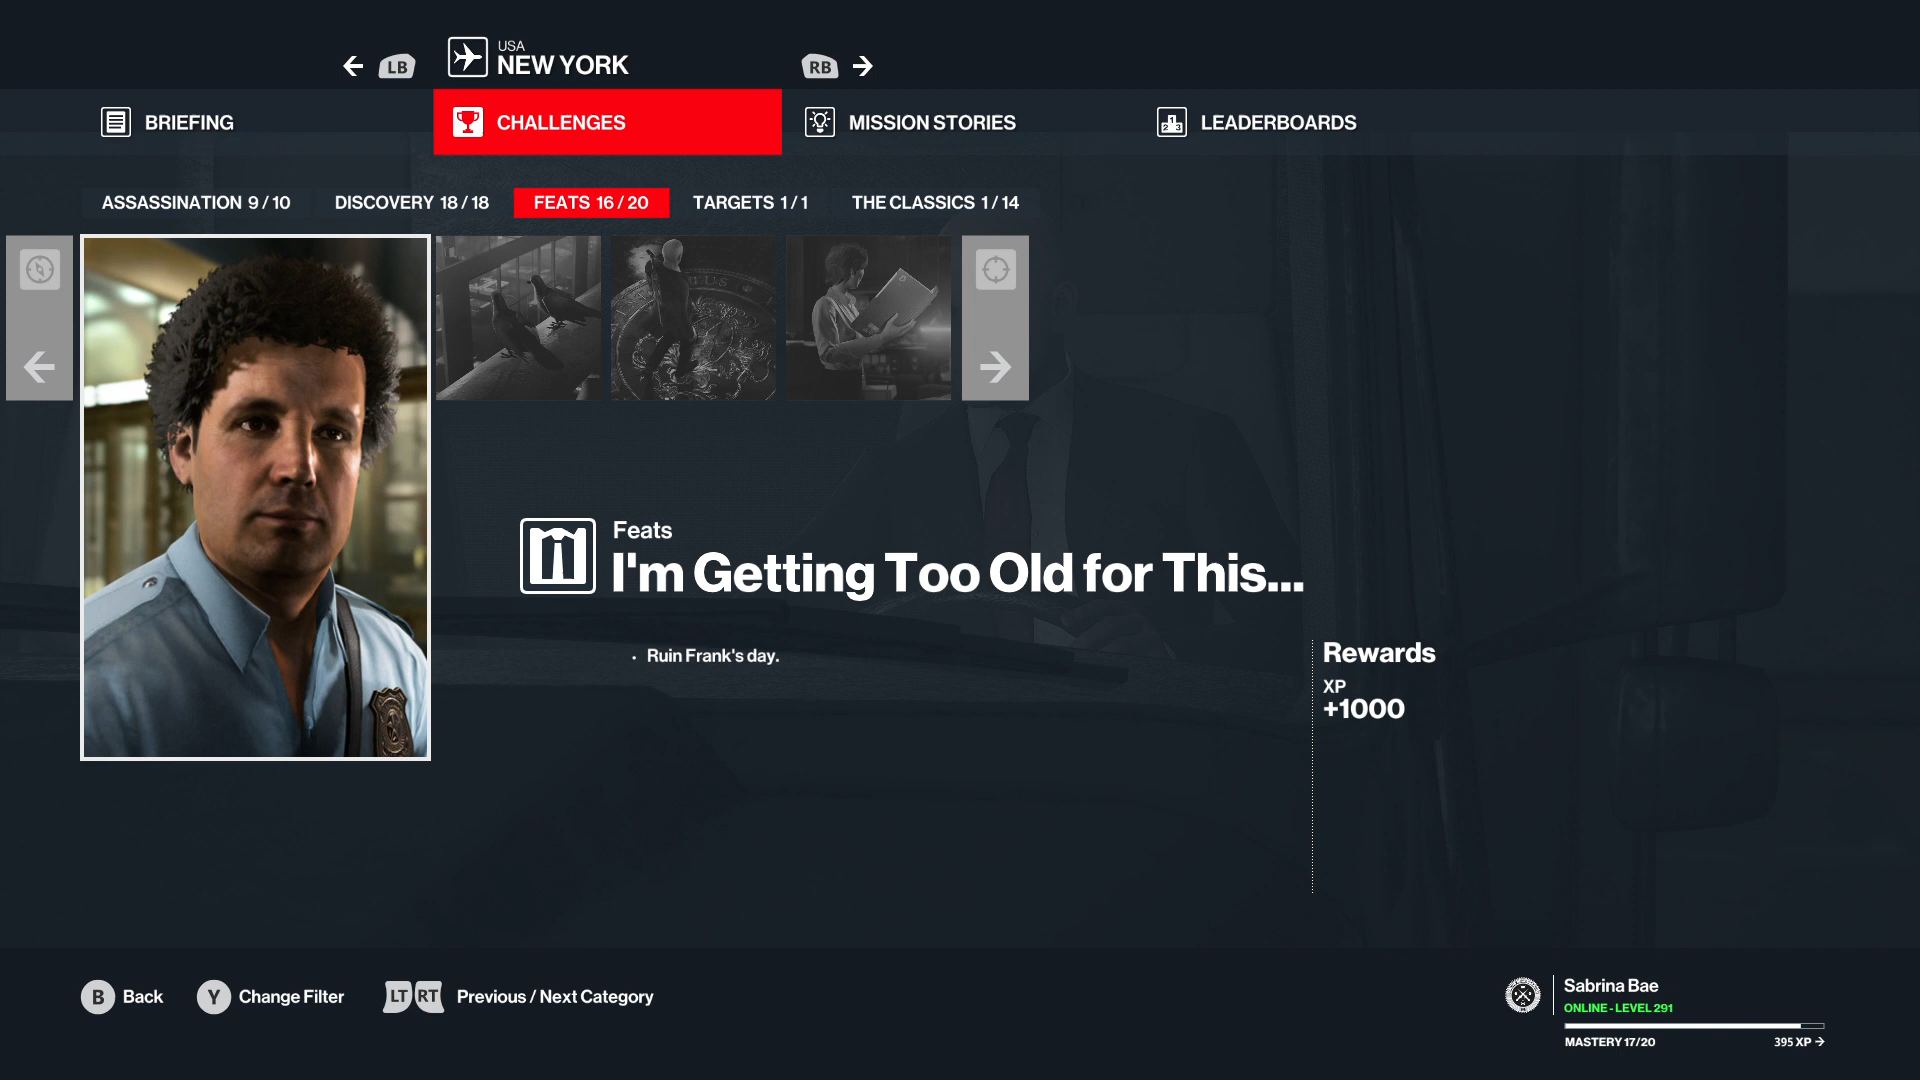 USA
LB
NEW YORK
RB
BRIEFING
CHALLENGES
MISSION STORIES
LEADERBOARDS
ASSASSINATION 9 / 10
DISCOVERY 18 / 18
FEATS 16 / 20
TARGETS 1 / 1
THE CLASSICS 1 / 14
Feats
I'm Getting Too Old for This...
• Ruin Frank's day.
Rewards
XP
+1000
B Back
Y Change Filter
LT RT Previous / Next Category
Sabrina Bae
ONLINE - LEVEL 291
MASTERY 17/20
395 XP